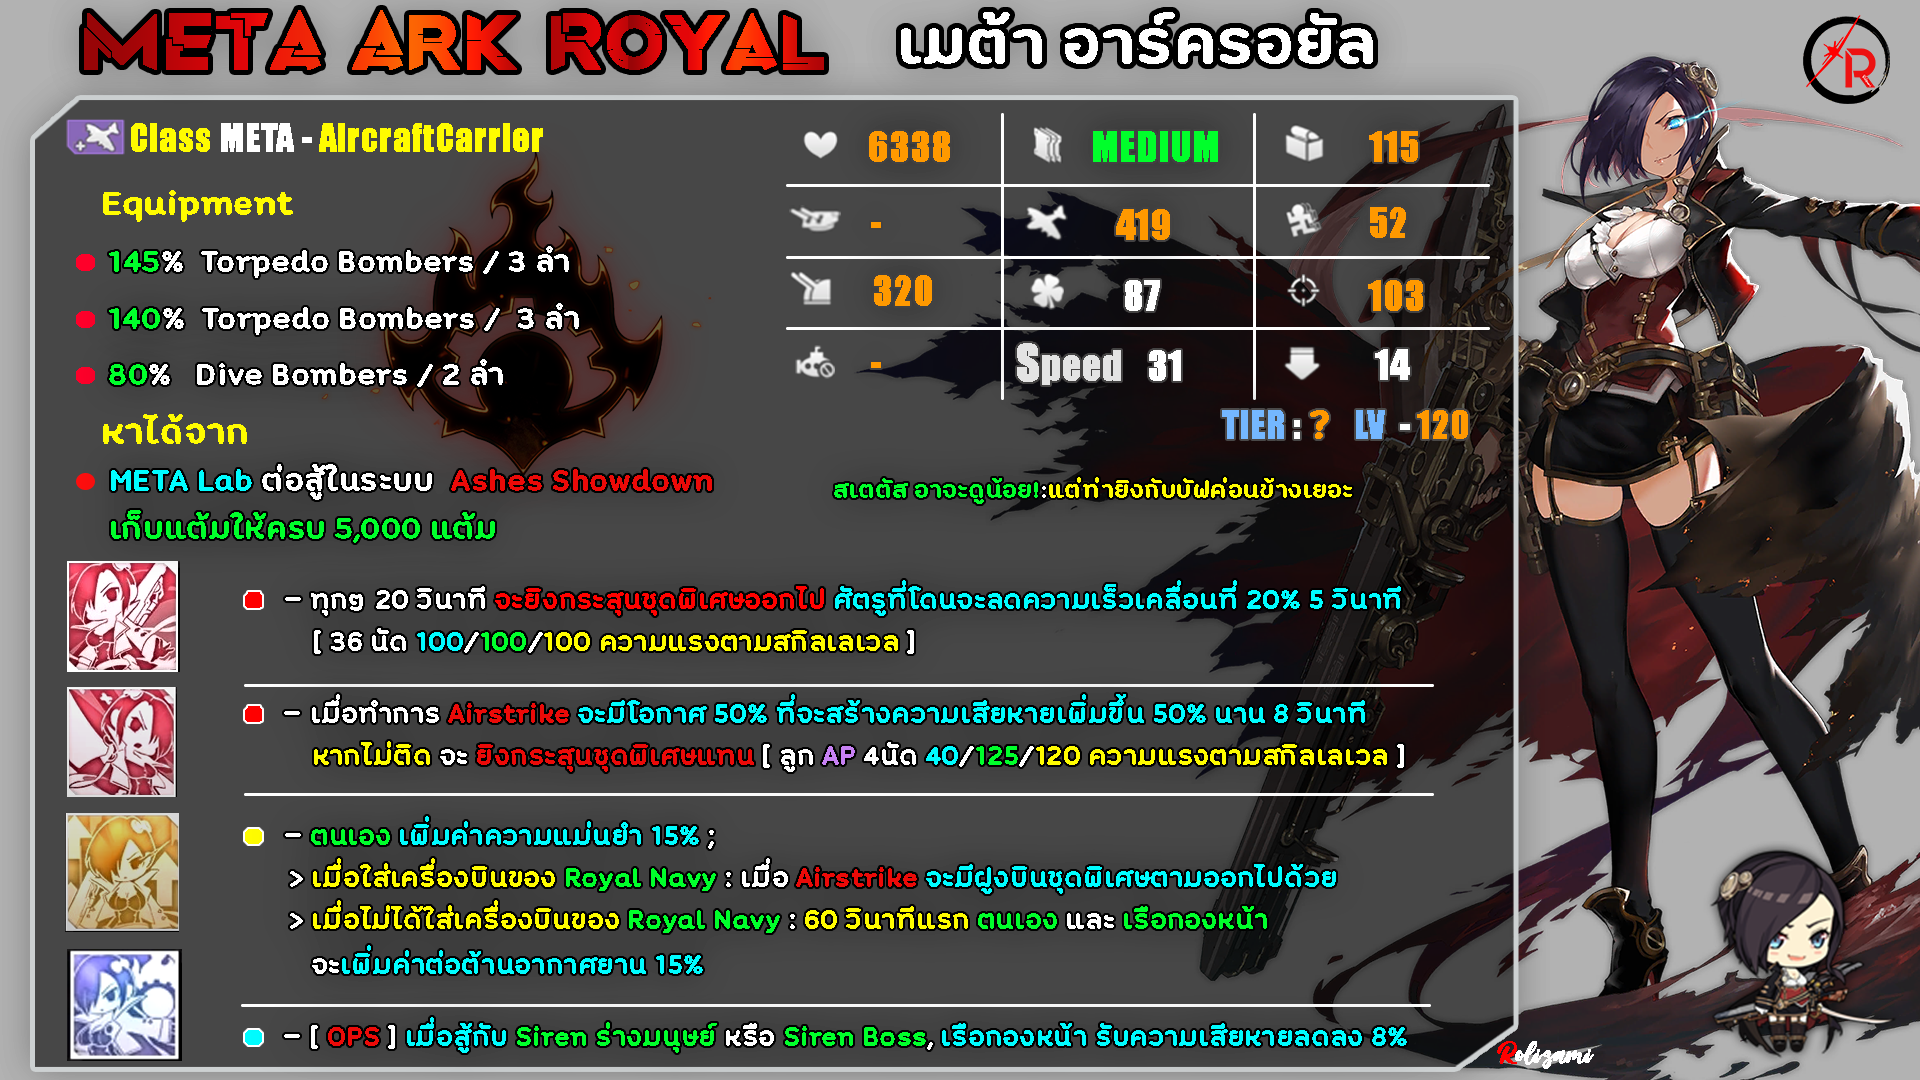 META ARK ROYAL เมต้า อาร์ครอยัล
R
Class META - AircraftCarrier
Equipment
145% Torpedo Bombers / 3 ลำ
140% Torpedo Bombers / 3 ลำ
80% Dive Bombers / 2 ลำ
หาได้จาก
META Lab ต่อสู้ในระบบ Ashes Showdown
เก็บแต้มให้ครบ 5,000 แต้ม
6338 MEDIUM 115
- 419 52
320 87 103
- Speed 31 14
TIER : ? LV - 120
สเตตัส อาจะดูน้อย!:แต่ท่ายิงกับบัฟค่อนข้างเยอะ
– ทุกๆ 20 วินาที จะยิงกระสุนชุดพิเศษออกไป ศัตรูที่โดนจะลดความเร็วเคลื่อนที่ 20% 5 วินาที
[ 36 นัด 100/100/100 ความแรงตามสกิลเลเวล ]
– เมื่อทำการ Airstrike จะมีโอกาศ 50% ที่จะสร้างความเสียหายเพิ่มขึ้น 50% นาน 8 วินาที
หากไม่ติด จะ ยิงกระสุนชุดพิเศษแทน [ ลูก AP 4นัด 40/125/120 ความแรงตามสกิลเลเวล ]
– ตนเอง เพิ่มค่าความแม่นยำ 15% ;
> เมื่อใส่เครื่องบินของ Royal Navy : เมื่อ Airstrike จะมีฝูงบินชุดพิเศษตามออกไปด้วย
> เมื่อไม่ได้ใส่เครื่องบินของ Royal Navy : 60 วินาทีแรก ตนเอง และ เรือกองหน้า
จะเพิ่มค่าต่อต้านอากาศยาน 15%
– [ OPS ] เมื่อสู้กับ Siren ร่างมนุษย์ หรือ Siren Boss, เรือกองหน้า รับความเสียหายลดลง 8%
Rolizami